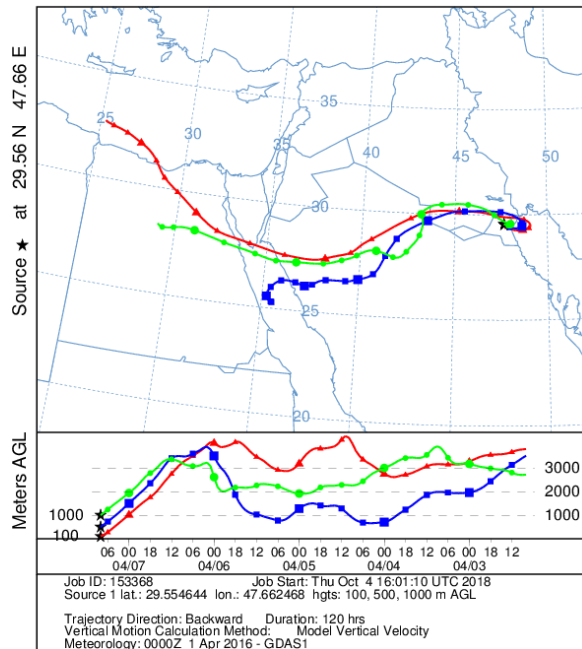 Source ★ at 29.56 N 47.66 E
35
25
30
35
40
45
50
30
25
20
Meters AGL
3000
2000
1000
1000
100
06 00 18 12 06 00 18 12 06 00 18 12 06 00 18 12 06 00 18 12
04/07 04/06 04/05 04/04 04/03
Job ID: 153368 Job Start: Thu Oct 4 16:01:10 UTC 2018
Source 1 lat.: 29.554644 lon.: 47.662468 hgts: 100, 500, 1000 m AGL
Trajectory Direction: Backward Duration: 120 hrs
Vertical Motion Calculation Method: Model Vertical Velocity
Meteorology: 0000Z 1 Apr 2016 - GDAS1